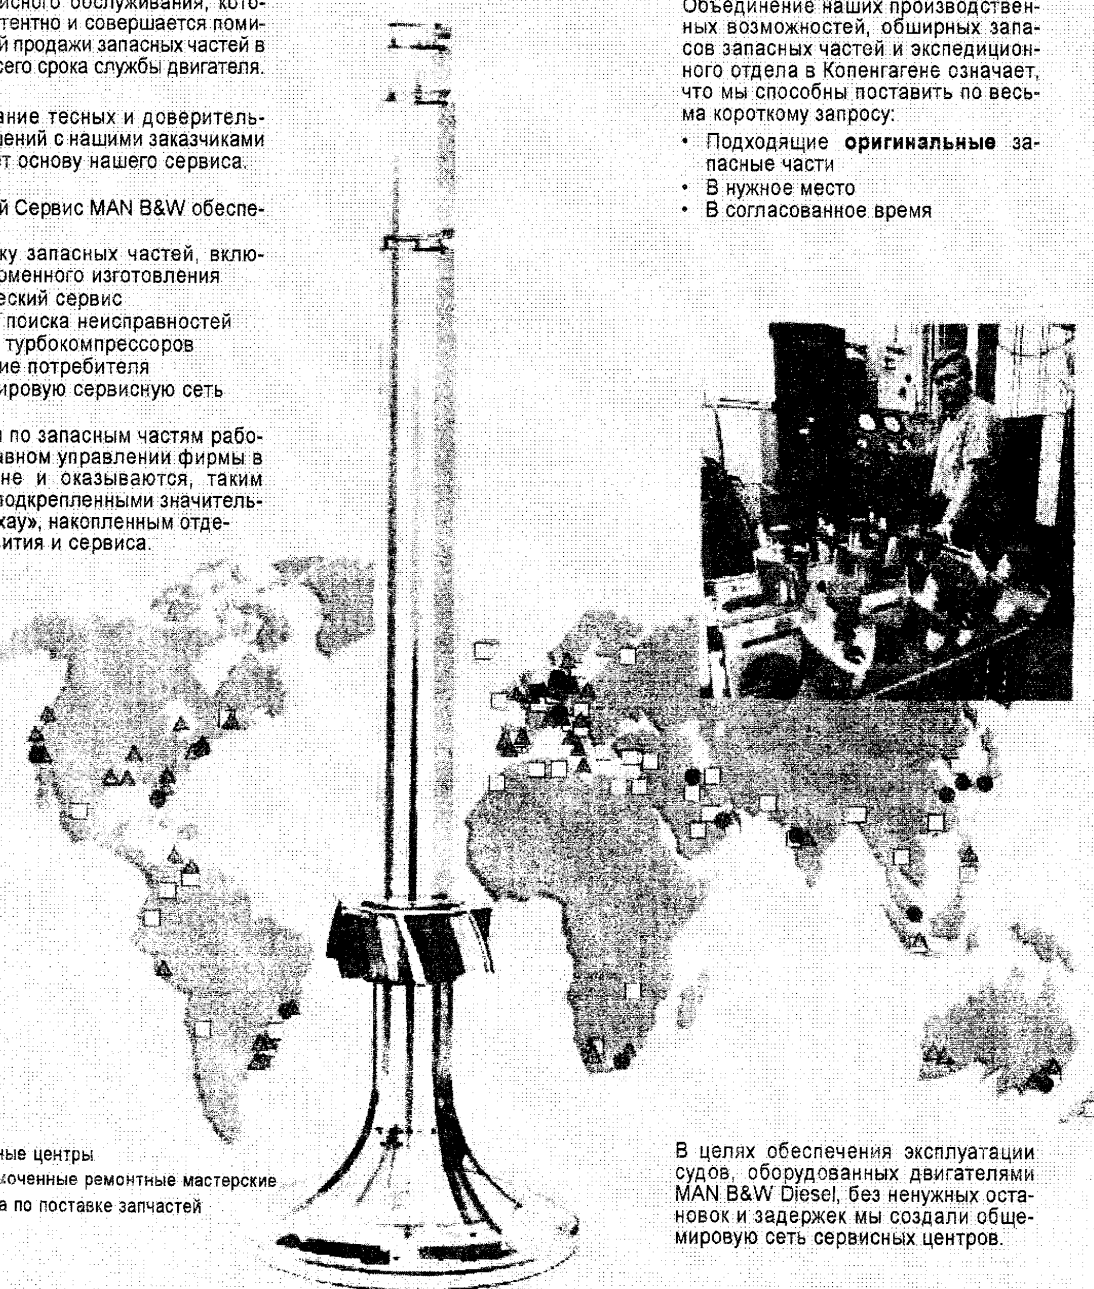 исного обслуживания, кото-
тентно и совершается поми-
й продажи запасных частей в
сего срока службы двигателя.
ание тесных и доверитель-
ений с нашими заказчиками
т основу нашего сервиса.
й Сервис MAN B&W обеспе-
ку запасных частей, вклю-
оменного изготовления
еский сервис
поиска неисправностей
турбокомпрессоров
ие потребителя
ировую сервисную сеть
по запасным частям рабо-
авном управлении фирмы в
не и оказываются, таким
подкрепленными значитель-
хау», накопленным отде-
вития и сервиса.
ные центры
моченные ремонтные мастерские
а по поставке запчастей
Объединение наших производствен-
ных возможностей, обширных запа-
сов запасных частей и экспедицион-
ного отдела в Копенгагене означает,
что мы способны поставить по весь-
ма короткому запросу:
• Подходящие оригинальные за-
пасные части
• В нужное место
• В согласованное время
В целях обеспечения эксплуатации
судов, оборудованных двигателями
MAN B&W Diesel, без ненужных оста-
новок и задержек мы создали обще-
мировую сеть сервисных центров.